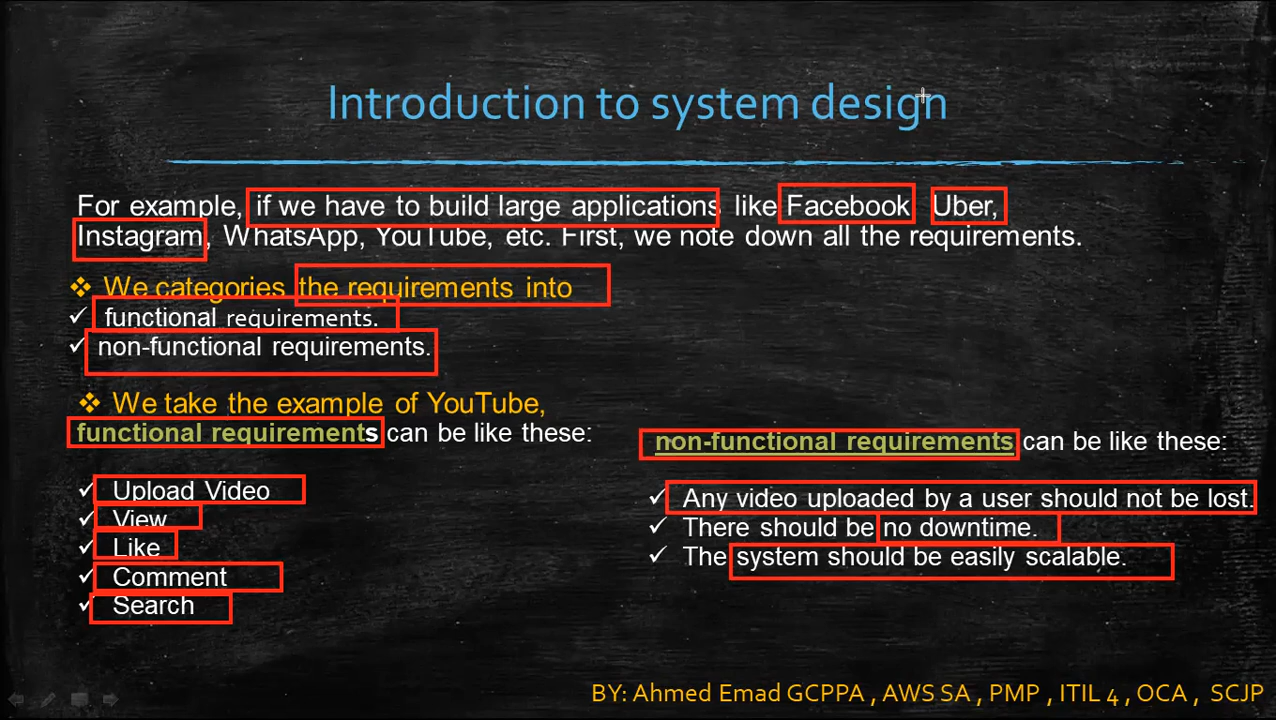 Introduction to system design
For example, if we have to build large applications like Facebook Uber,
Instagram, WhatsApp, YouTube, etc. First, we note down all the requirements.
❖ We categories the requirements into
✓ functional requirements.
✓ non-functional requirements.
❖ We take the example of YouTube,
functional requirements can be like these:
✓ Upload Video
✓ View
✓ Like
✓ Comment
✓ Search
non-functional requirements can be like these:
✓ Any video uploaded by a user should not be lost.
✓ There should be no downtime.
✓ The system should be easily scalable.
BY: Ahmed Emad GCPPA , AWS SA , PMP , ITIL 4 , OCA , SCJP